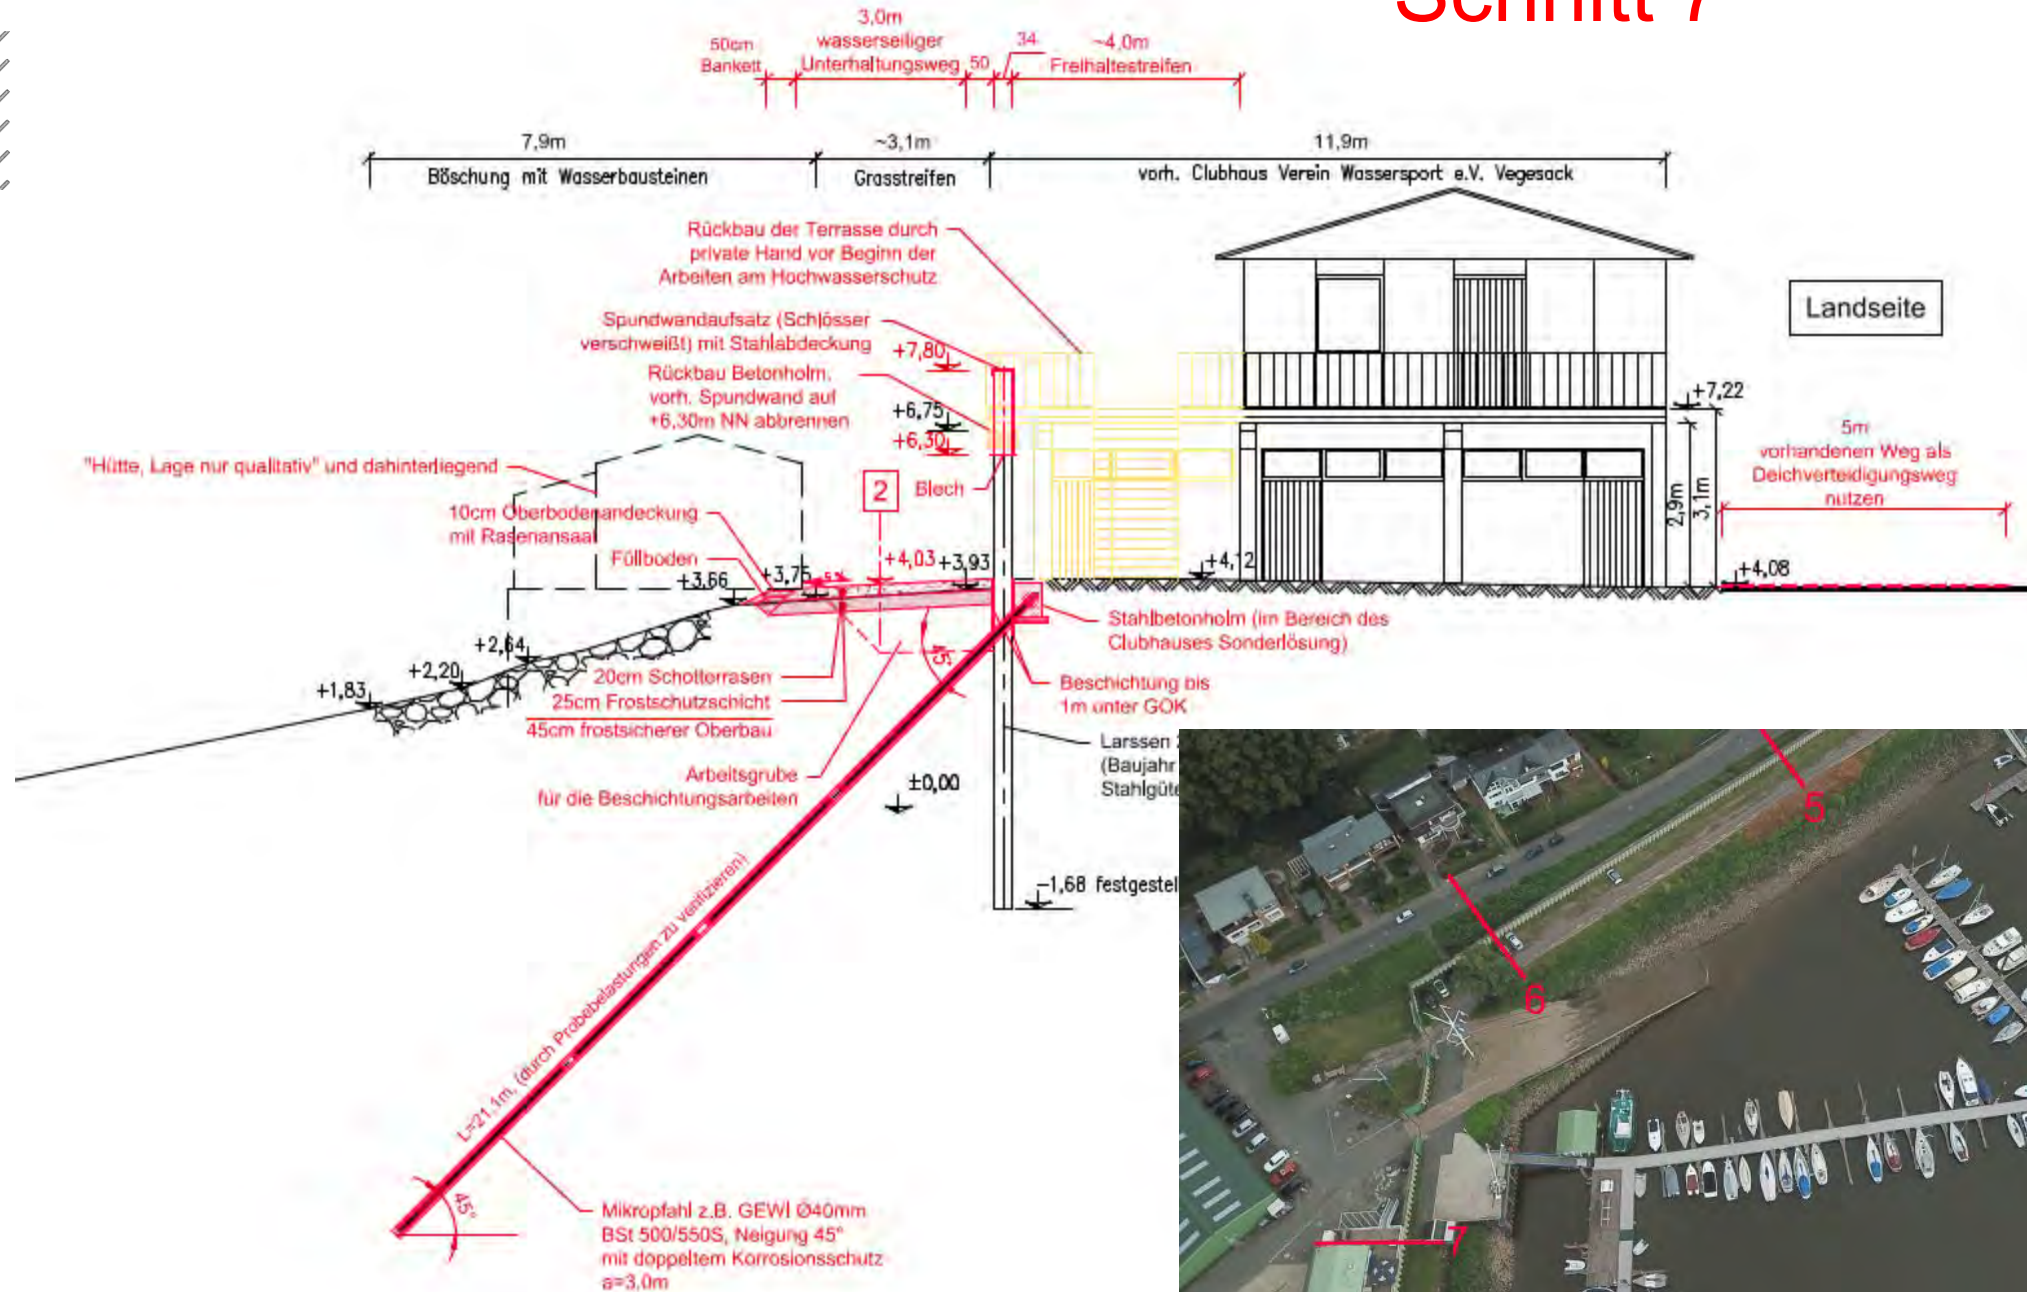 Schnitt 7
3,0m
wasserseitiger
Unterhaltungsweg
50cm
Bankett
50
34
~4,0m
Freihaltestreifen
7,9m
~3,1m
11,9m
Böschung mit Wasserbausteinen
Grasstreifen
vorh. Clubhaus Verein Wassersport e.V. Vegesack
Rückbau der Terrasse durch
private Hand vor Beginn der
Arbeiten am Hochwasserschutz
Landseite
Spundwandaufsatz (Schlösser
verschweißt) mit Stahlabdeckung
+7,80
Rückbau Betonholm,
vorh. Spundwand auf
+6,30m NN abbrennen
+6,75
+6,30
+7,22
5m
vorhandenen Weg als
Deichverteidigungsweg
nutzen
"Hütte, Lage nur qualitativ" und dahinterliegend
2
Blech
2,9m
3,1m
10cm Oberbodenandeckung
mit Rasenansaat
Füllboden
+3,66
+3,75
+4,03
+3,93
+4,12
+4,08
Stahlbetonholm (im Bereich des
Clubhauses Sonderlösung)
+2,64
+2,20
+1,83
45°
20cm Schotterrasen
25cm Frostschutzschicht
45cm frostsicherer Oberbau
Beschichtung bis
1m unter GOK
Larssen
(Baujahr
Stahlgüte
Arbeitsgrube
für die Beschichtungsarbeiten
±0,00
-1,68 festgestel
L=21,1m, (durch Probebelastungen zu verifizieren)
45°
Mikropfahl z.B. GEWI Ø40mm
BSt 500/550S, Neigung 45°
mit doppeltem Korrosionsschutz
a=3,0m
5
6
7